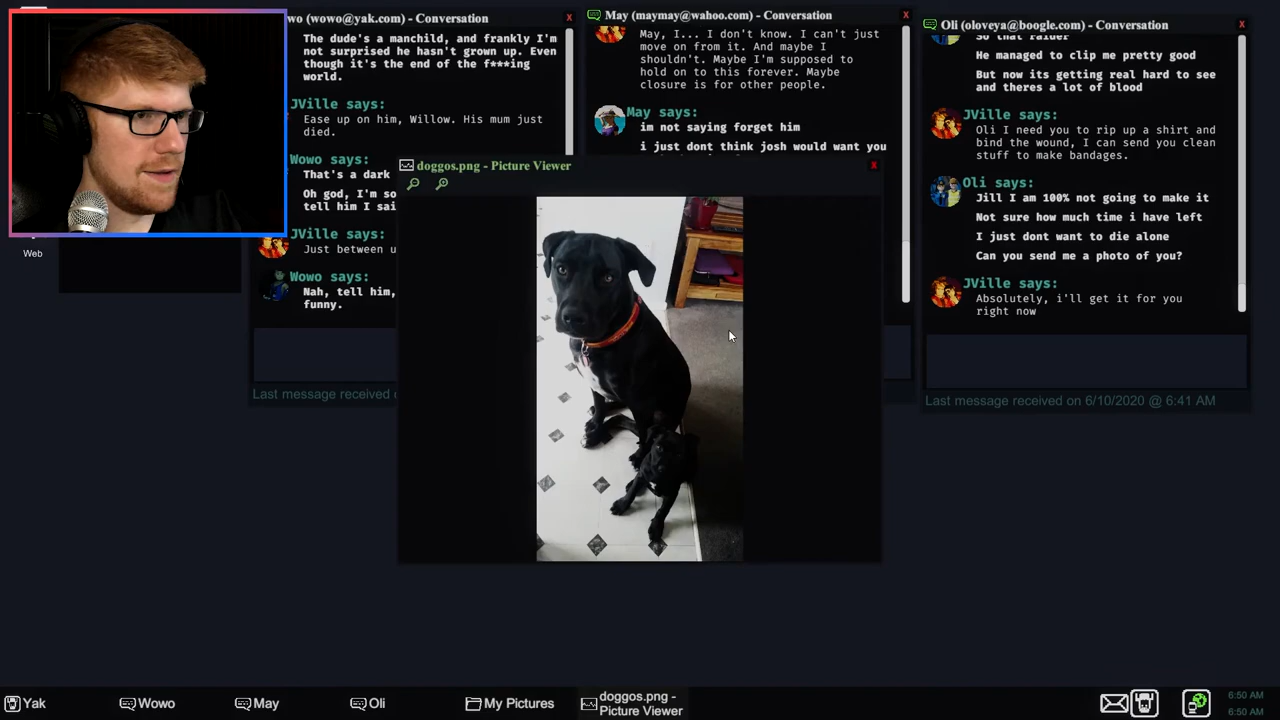 wo (wowo@yak.com) - Conversation
The dude's a manchild, and frankly I'm
not surprised he hasn't grown up. Even
though it's the end of the f***ing
world.
JVille says:
Ease up on him, Willow. His mum just
died.
Wowo says:
That's a dark
Oh god, I'm so
tell him I sai
JVille says:
Just between u
Wowo says:
Nah, tell him,
funny.
Last message received
May (maymay@wahoo.com) - Conversation
May, I... I don't know. I can't just
move on from it. And maybe I
shouldn't. Maybe I'm supposed to
hold on to this forever. Maybe
closure is for other people.
May says:
im not saying forget him
i just dont think josh would want you
doggos.png - Picture Viewer
Oli (oloveya@boogle.com) - Conversation
So that raider
He managed to clip me pretty good
But now its getting real hard to see
and theres a lot of blood
JVille says:
Oli I need you to rip up a shirt and
bind the wound, I can send you clean
stuff to make bandages.
Oli says:
Jill I am 100% not going to make it
Not sure how much time i have left
I just dont want to die alone
Can you send me a photo of you?
JVille says:
Absolutely, i'll get it for you
right now
Last message received on 6/10/2020 @ 6:41 AM
Web
Yak
Wowo
May
Oli
My Pictures
doggos.png -
Picture Viewer
6:50 AM
6:50 AM